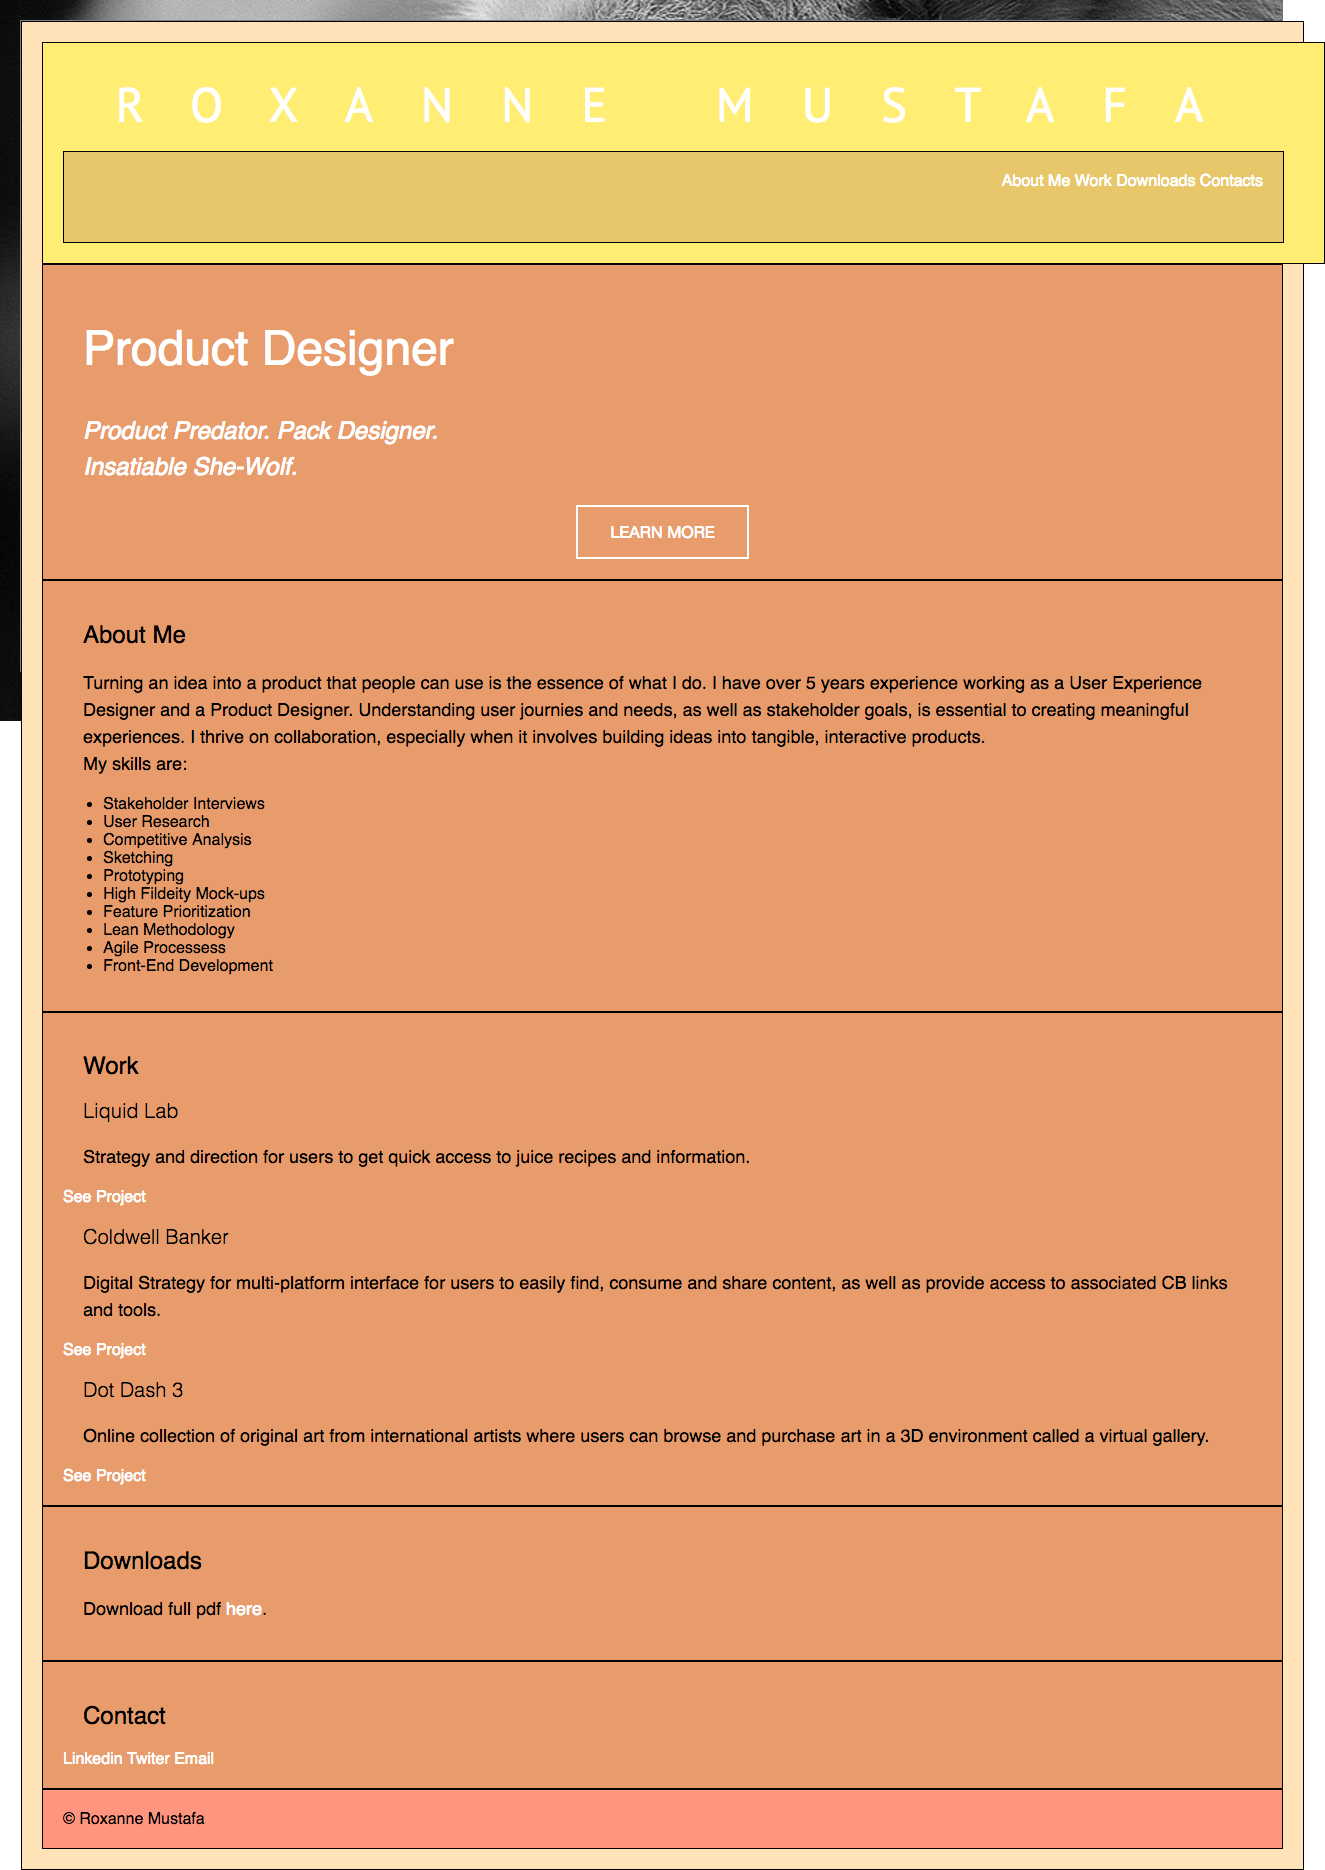 ROXANNE MUSTAFA
About Me Work Downloads Contacts
Product Designer
Product Predator. Pack Designer.
Insatiable She-Wolf.
LEARN MORE
About Me
Turning an idea into a product that people can use is the essence of what I do. I have over 5 years experience working as a User Experience
Designer and a Product Designer. Understanding user journies and needs, as well as stakeholder goals, is essential to creating meaningful
experiences. I thrive on collaboration, especially when it involves building ideas into tangible, interactive products.
My skills are:
• Stakeholder Interviews
• User Research
• Competitive Analysis
• Sketching
• Prototyping
• High Fildeity Mock-ups
• Feature Prioritization
• Lean Methodology
• Agile Processess
• Front-End Development
Work
Liquid Lab
Strategy and direction for users to get quick access to juice recipes and information.
See Project
Coldwell Banker
Digital Strategy for multi-platform interface for users to easily find, consume and share content, as well as provide access to associated CB links
and tools.
See Project
Dot Dash 3
Online collection of original art from international artists where users can browse and purchase art in a 3D environment called a virtual gallery.
See Project
Downloads
Download full pdf here.
Contact
Linkedin Twiter Email
© Roxanne Mustafa